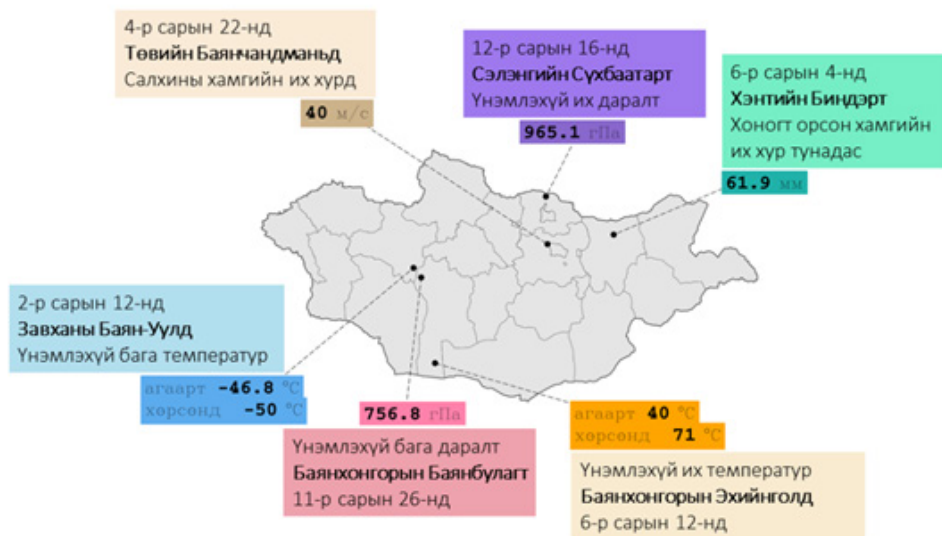 4-р сарын 22-нд
Төвийн Баянчандманьд
Салхины хамгийн их хурд
40 м/с
12-р сарын 16-нд
Сэлэнгийн Сүхбаатарт
Үнэмлэхүй их даралт
965.1 гПа
6-р сарын 4-нд
Хэнтийн Биндэрт
Хоногт орсон хамгийн
их хур тунадас
61.9 мм
2-р сарын 12-нд
Завханы Баян-Уулд
Үнэмлэхүй бага температур
агаарт -46.8 °C
хөрсөнд -50 °C
756.8 гПа
Үнэмлэхүй бага даралт
Баянхонгорын Баянбулагт
11-р сарын 26-нд
агаарт 40 °C
хөрсөнд 71 °C
Үнэмлэхүй их температур
Баянхонгорын Эхийнголд
6-р сарын 12-нд